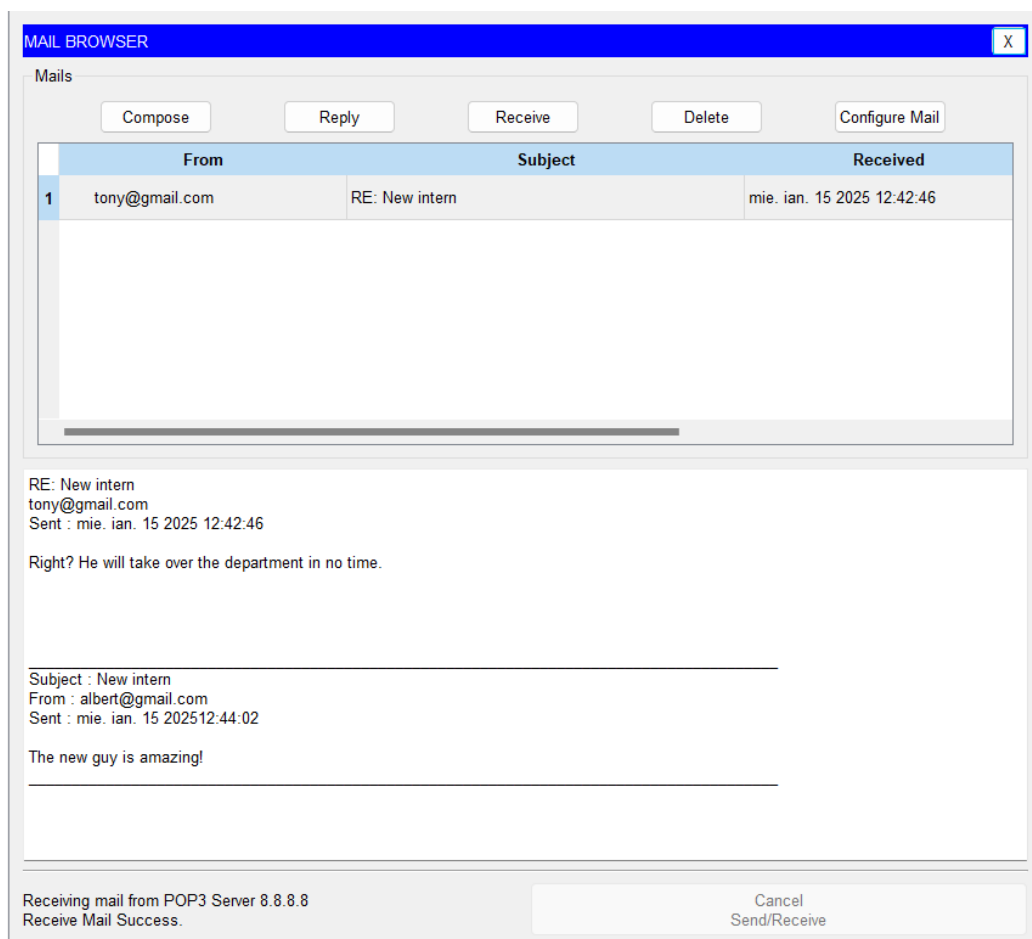 MAIL BROWSER X
Mails
Compose Reply Receive Delete Configure Mail
From Subject Received
1 tony@gmail.com RE: New intern mie. ian. 15 2025 12:42:46
RE: New intern
tony@gmail.com
Sent : mie. ian. 15 2025 12:42:46
Right? He will take over the department in no time.
Subject : New intern
From : albert@gmail.com
Sent : mie. ian. 15 202512:44:02
The new guy is amazing!
Receiving mail from POP3 Server 8.8.8.8
Receive Mail Success.
Cancel
Send/Receive